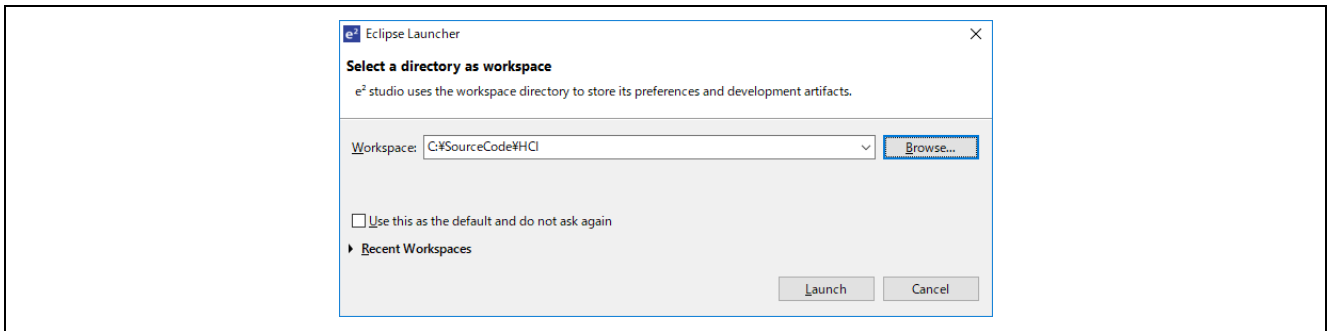 e² Eclipse Launcher
Select a directory as workspace
e² studio uses the workspace directory to store its preferences and development artifacts.
Workspace: C:¥SourceCode¥HCI Browse...
Use this as the default and do not ask again
Recent Workspaces
Launch Cancel